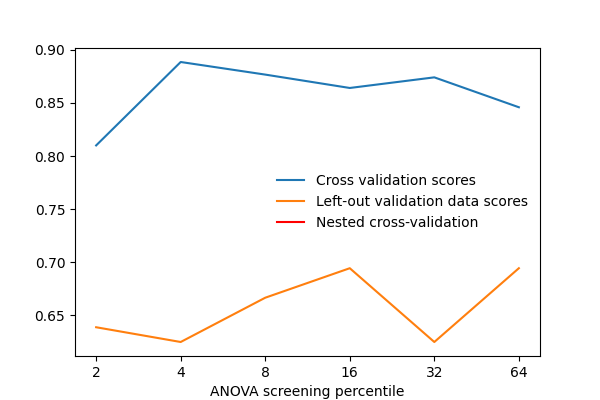 0.90
0.85
0.80
0.75
0.70
0.65
Cross validation scores
Left-out validation data scores
Nested cross-validation
2 4 8 16 32 64
ANOVA screening percentile